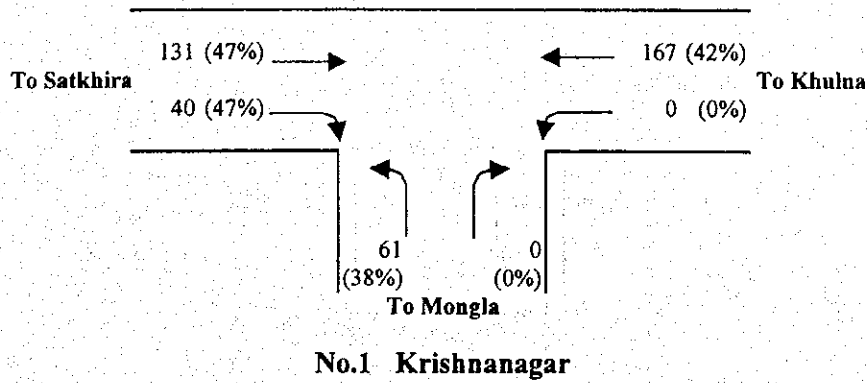 131 (47%)
167 (42%)
To Satkhira
To Khulna
40 (47%)
0 (0%)
61
(38%)
0
(0%)
To Mongla
No.1 Krishnanagar